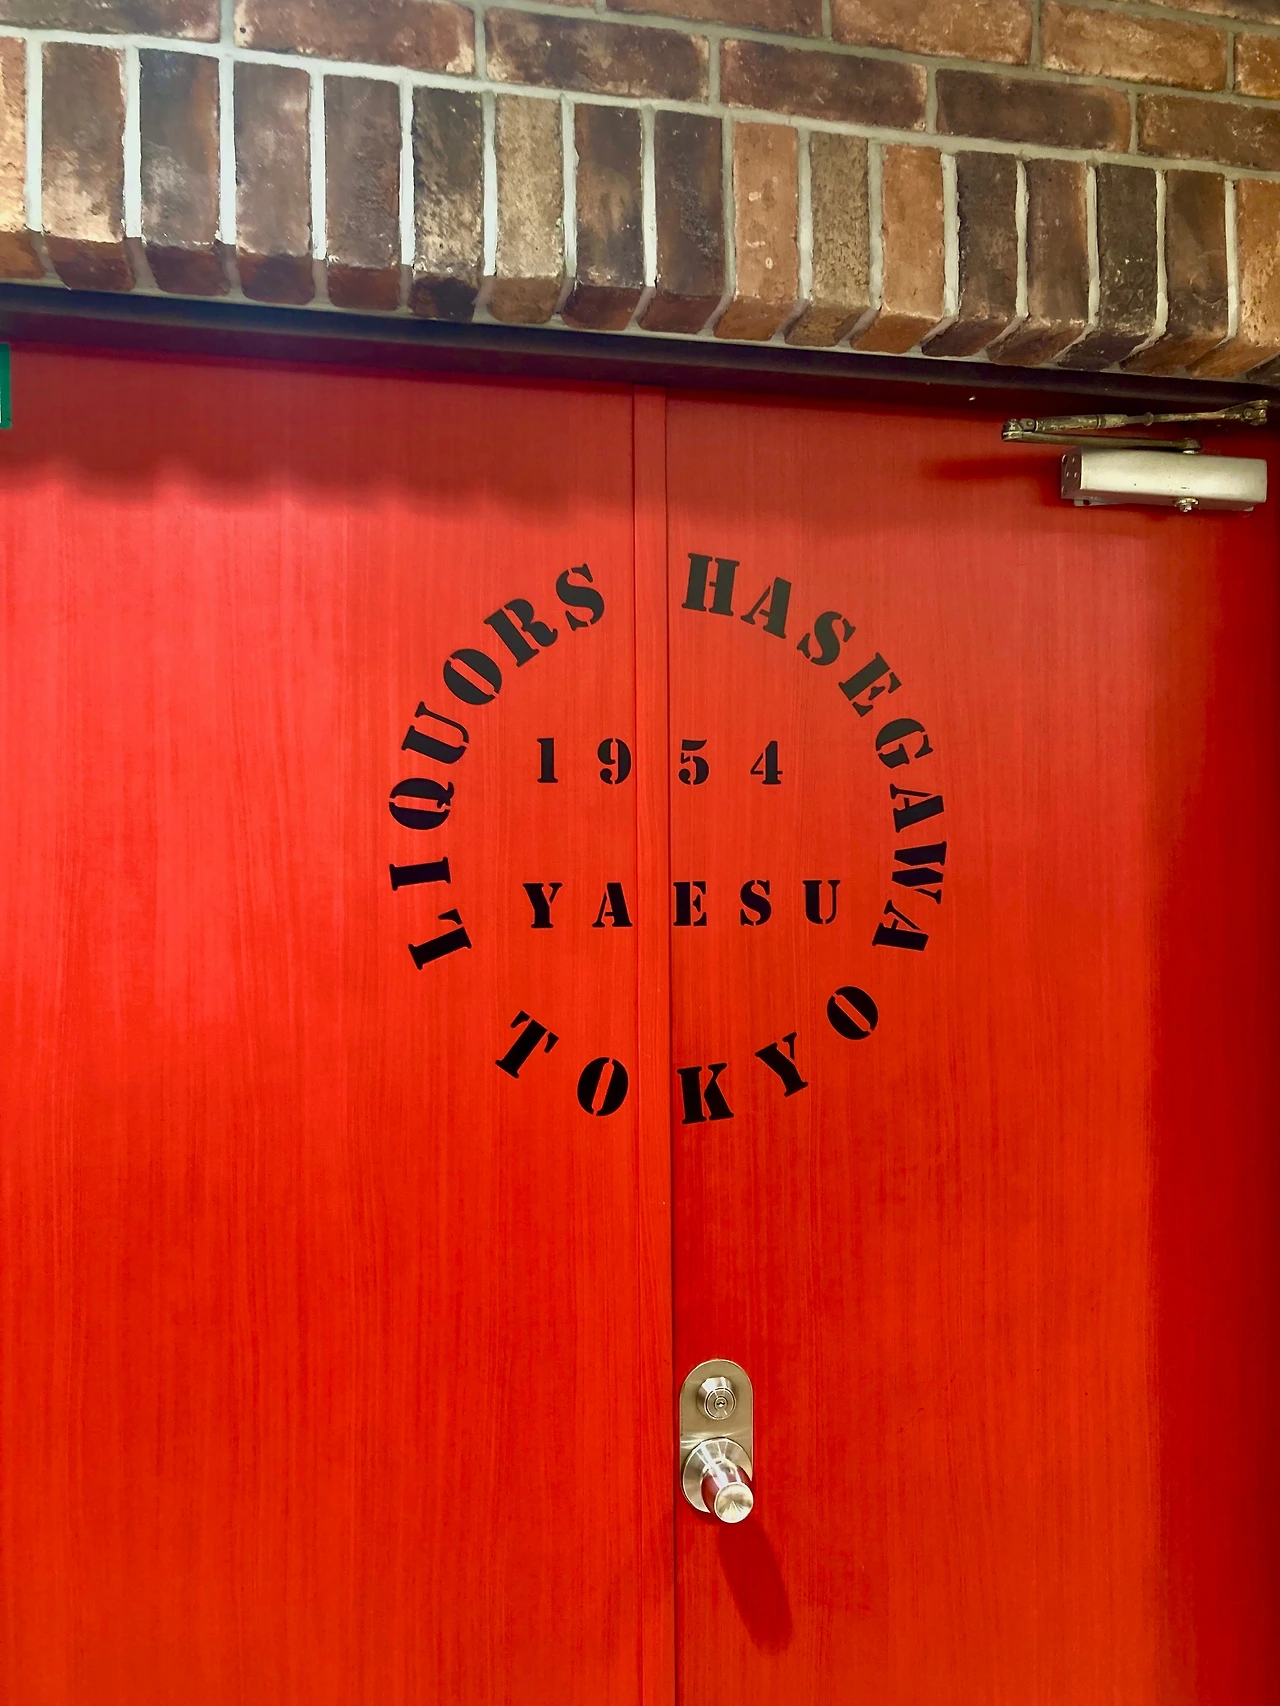 LIQUORS HASEGAWA
1954
YAESU
TOKYO